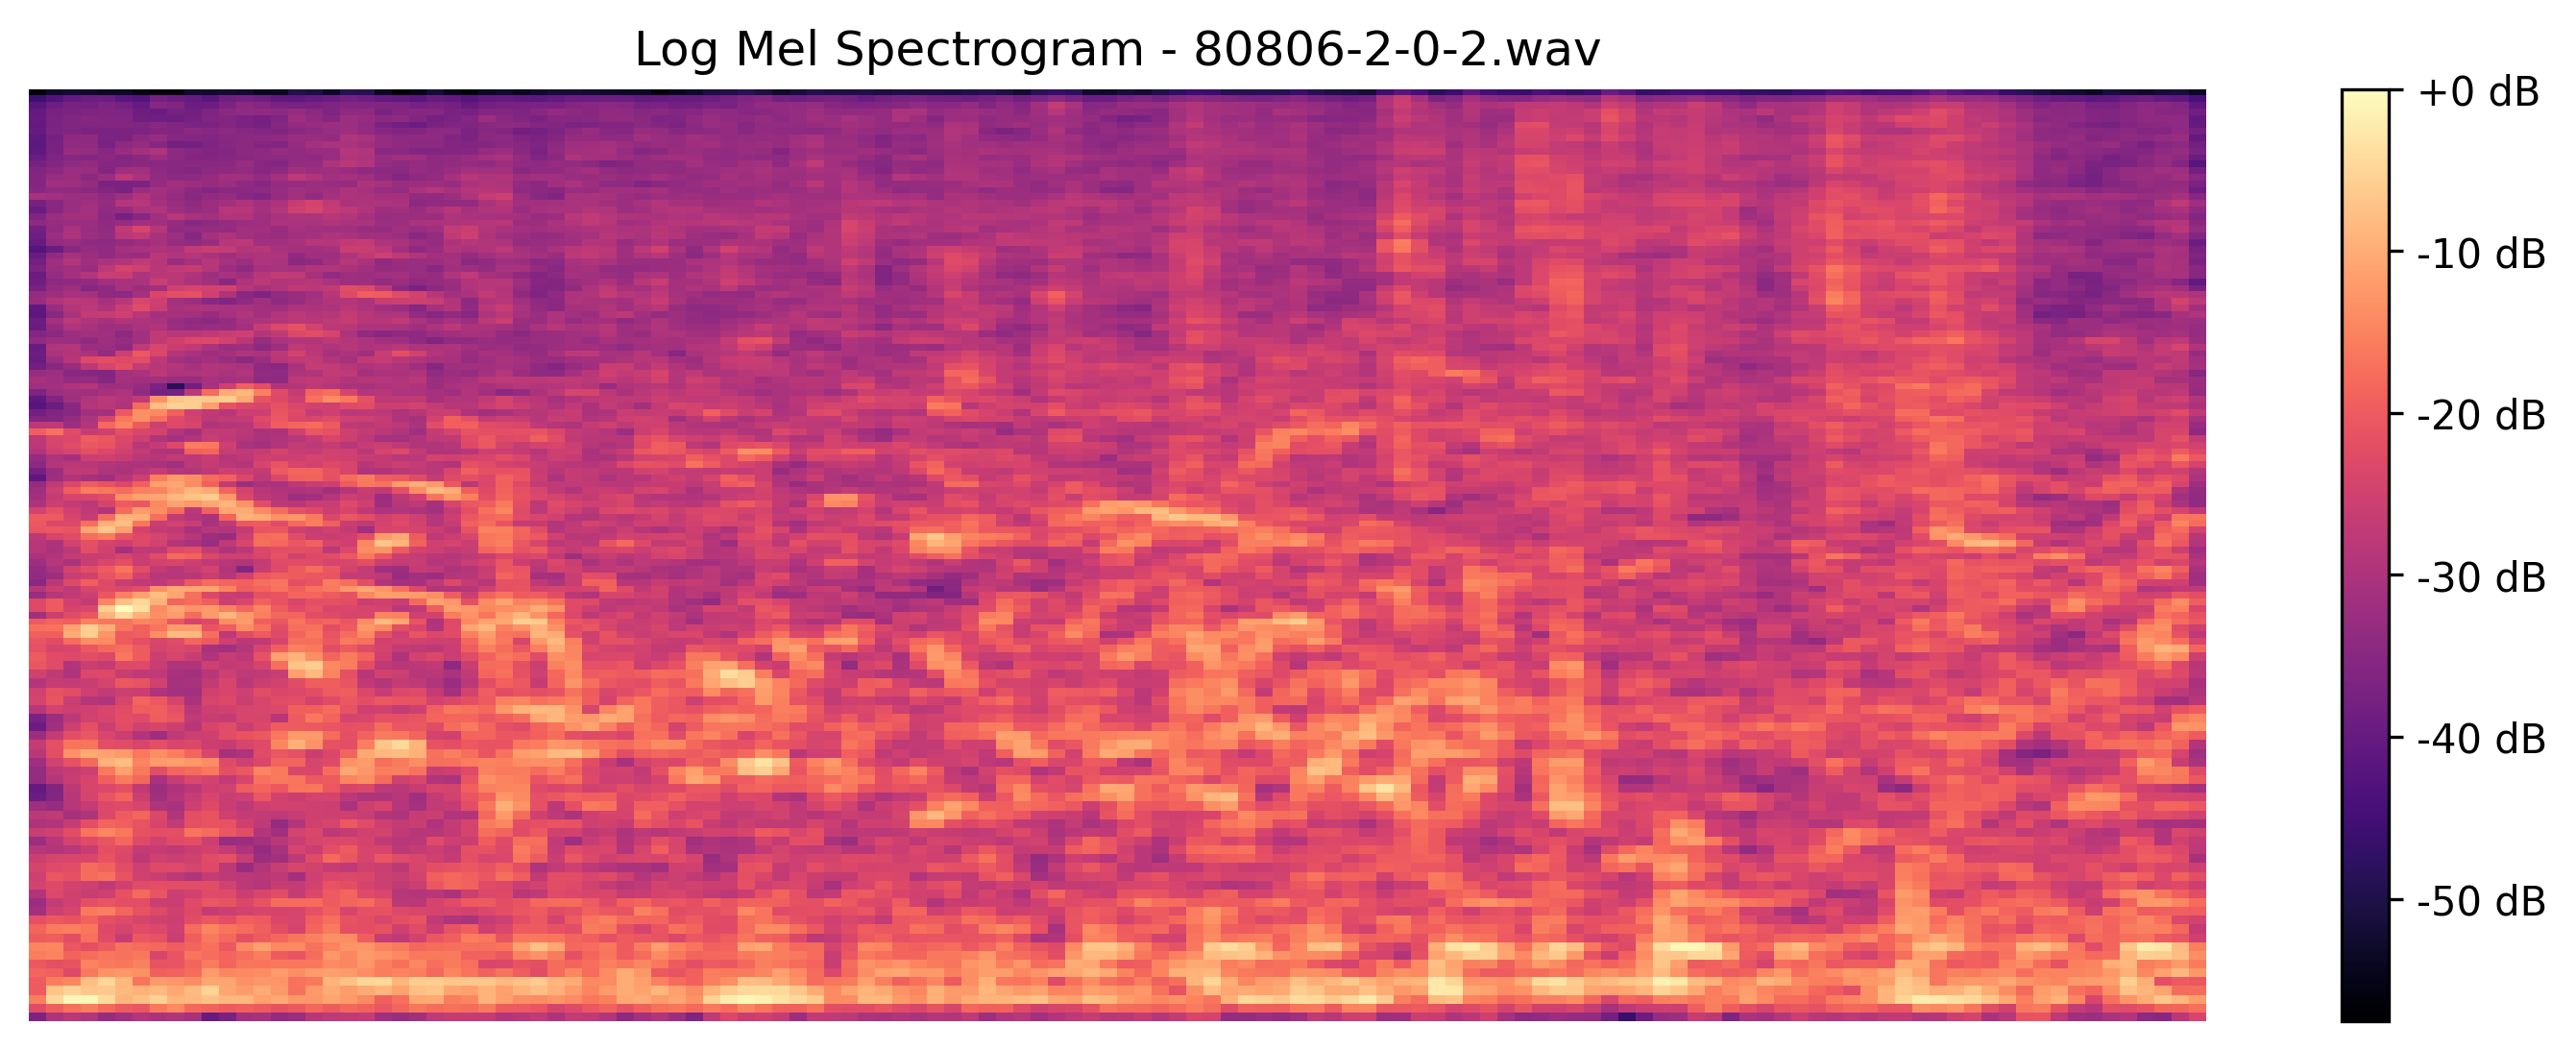 Log Mel Spectrogram - 80806-2-0-2.wav
+0 dB
-10 dB
-20 dB
-30 dB
-40 dB
-50 dB